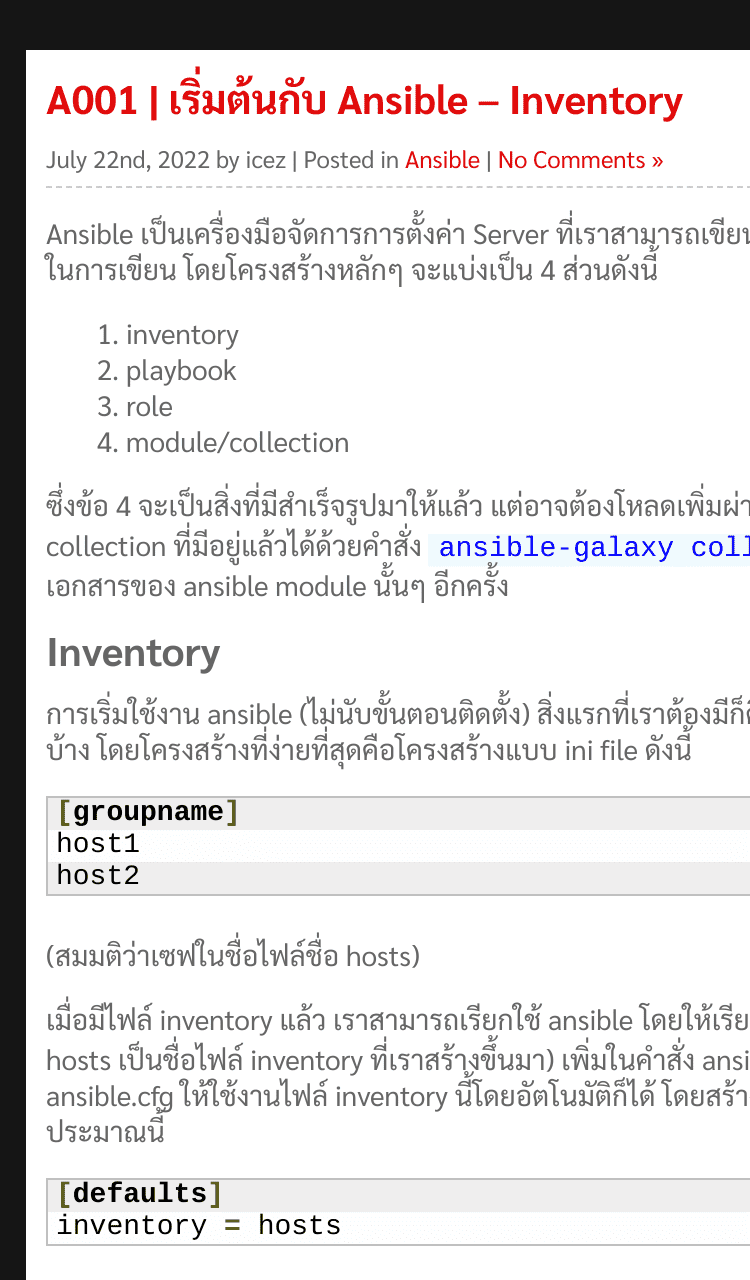 A001 | เริ่มต้นกับ Ansible – Inventory
July 22nd, 2022 by icez | Posted in Ansible | No Comments »
Ansible เป็นเครื่องมือจัดการการตั้งค่า Server ที่เราสามารถเขียน
ในการเขียน โดยโครงสร้างหลักๆ จะแบ่งเป็น 4 ส่วนดังนี้
1. inventory
2. playbook
3. role
4. module/collection
ซึ่งข้อ 4 จะเป็นสิ่งที่มีสำเร็จรูปมาให้แล้ว แต่อาจต้องโหลดเพิ่มผ่า
collection ที่มีอยู่แล้วได้ด้วยคำสั่ง ansible-galaxy coll
เอกสารของ ansible module นั้นๆ อีกครั้ง
Inventory
การเริ่มใช้งาน ansible (ไม่นับขั้นตอนติดตั้ง) สิ่งแรกที่เราต้องมีก็
บ้าง โดยโครงสร้างที่ง่ายที่สุดคือโครงสร้างแบบ ini file ดังนี้
[groupname]
host1
host2
(สมมติว่าเซฟในชื่อไฟล์ชื่อ hosts)
เมื่อมีไฟล์ inventory แล้ว เราสามารถเรียกใช้ ansible โดยให้เรีย
hosts เป็นชื่อไฟล์ inventory ที่เราสร้างขึ้นมา) เพิ่มในคำสั่ง ansi
ansible.cfg ให้ใช้งานไฟล์ inventory นี้โดยอัตโนมัติก็ได้ โดยสร้า
ประมาณนี้
[defaults]
inventory = hosts